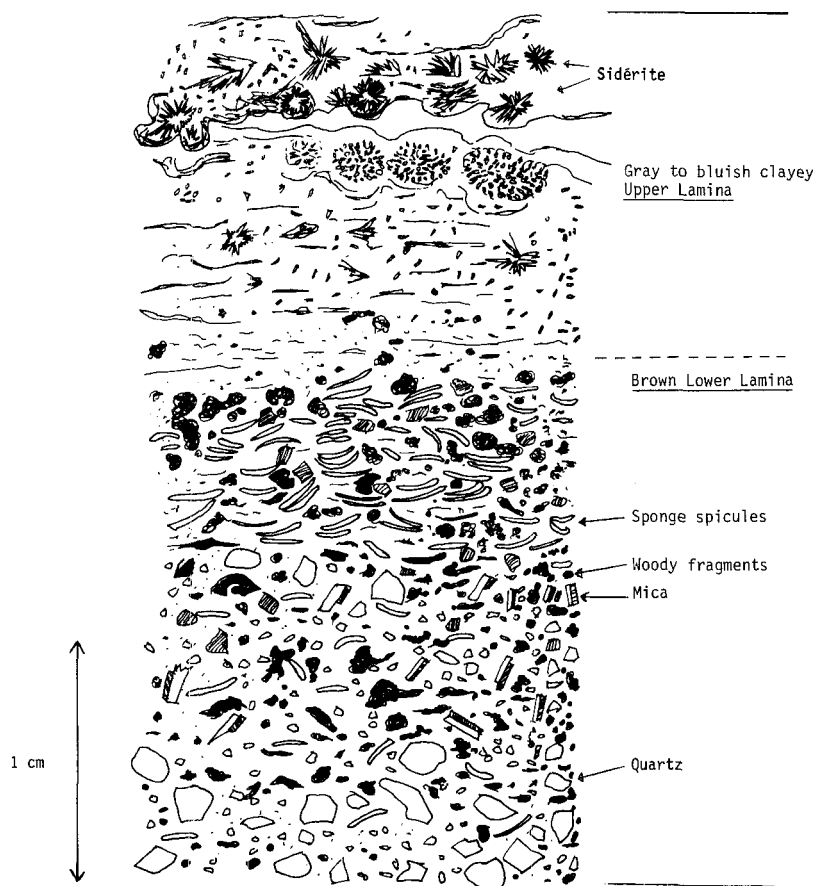 Sidérite
Gray to bluish clayey
Upper Lamina
Brown Lower Lamina
Sponge spicules
Woody fragments
Mica
1 cm
Quartz